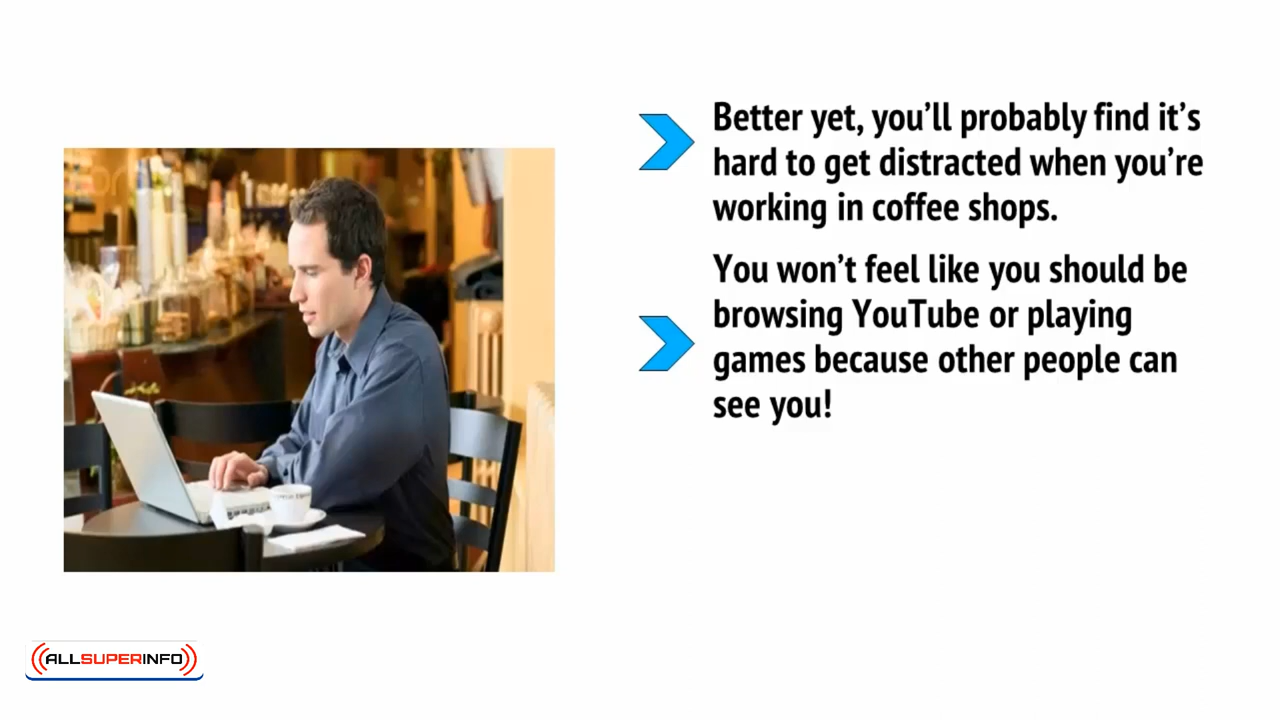 Better yet, you'll probably find it's
hard to get distracted when you're
working in coffee shops.
You won't feel like you should be
browsing YouTube or playing
games because other people can
see you!
ALLSUPERINFO